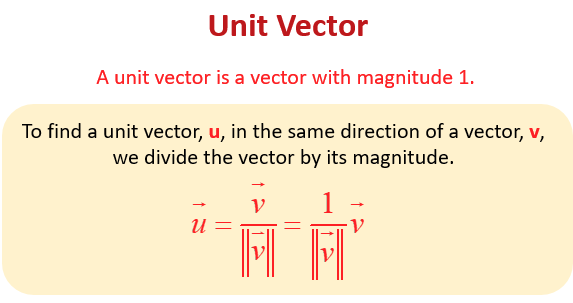 Unit Vector
A unit vector is a vector with magnitude 1.
To find a unit vector, u, in the same direction of a vector, v,
we divide the vector by its magnitude.
$\vec{u} = \frac{\vec{v}}{\|\vec{v}\|} = \frac{1}{\|\vec{v}\|}\vec{v}$